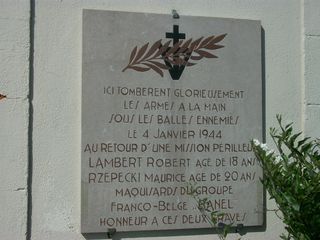 ICI TOMBERENT GLORIEUSEMENT
LES ARMES A LA MAIN
SOUS LES BALLES ENNEMIES
LE 4 JANVIER 1944
AU RETOUR D'UNE MISSION PÉRILLEU
LAMBERT ROBERT AGE DE 18 ANS
RZEPECKI MAURICE AGE DE 20 ANS
MAQUISARDS DU GROUPE
FRANCO-BELGE
HONNEUR A CES DEUX BRAVES